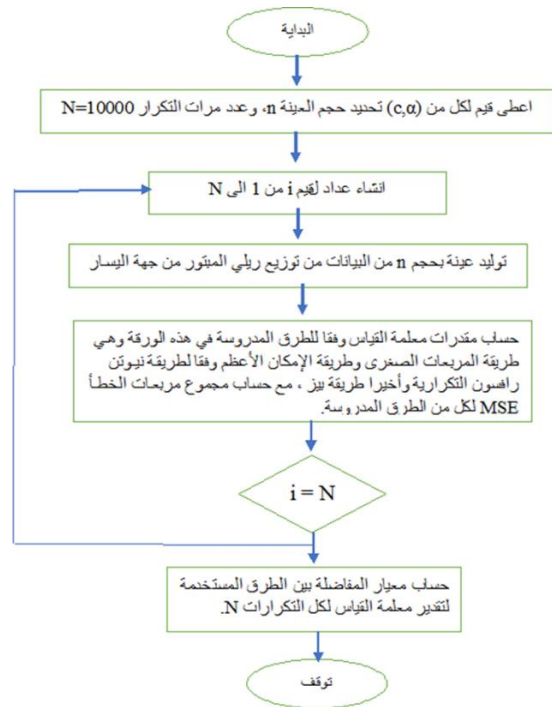 البداية
اعطى قيم لكل من (c,α) تحديد حجم العينة n، وعدد مرات التكرار N=10000
انشاء عداد لقيم i من 1 الى N
توليد عينة بحجم n من البيانات من توزيع ريلي المبتور من جهة اليسار
حساب مقدرات معلمة القياس وفقا للطرق المدروسة في هذه الورقة وهي
طريقة المربعات الصغرى وطريقة الإمكان الأعظم وفقا لطريقة نيوتن
رافسون التكرارية وأخيرا طريقة بيز ، مع حساب مجموع مربعات الخطأ
MSE لكل من الطرق المدروسة.
i = N
حساب معيار المفاضلة بين الطرق المستخدمة
لتقدير معلمة القياس لكل التكرارات N.
توقف